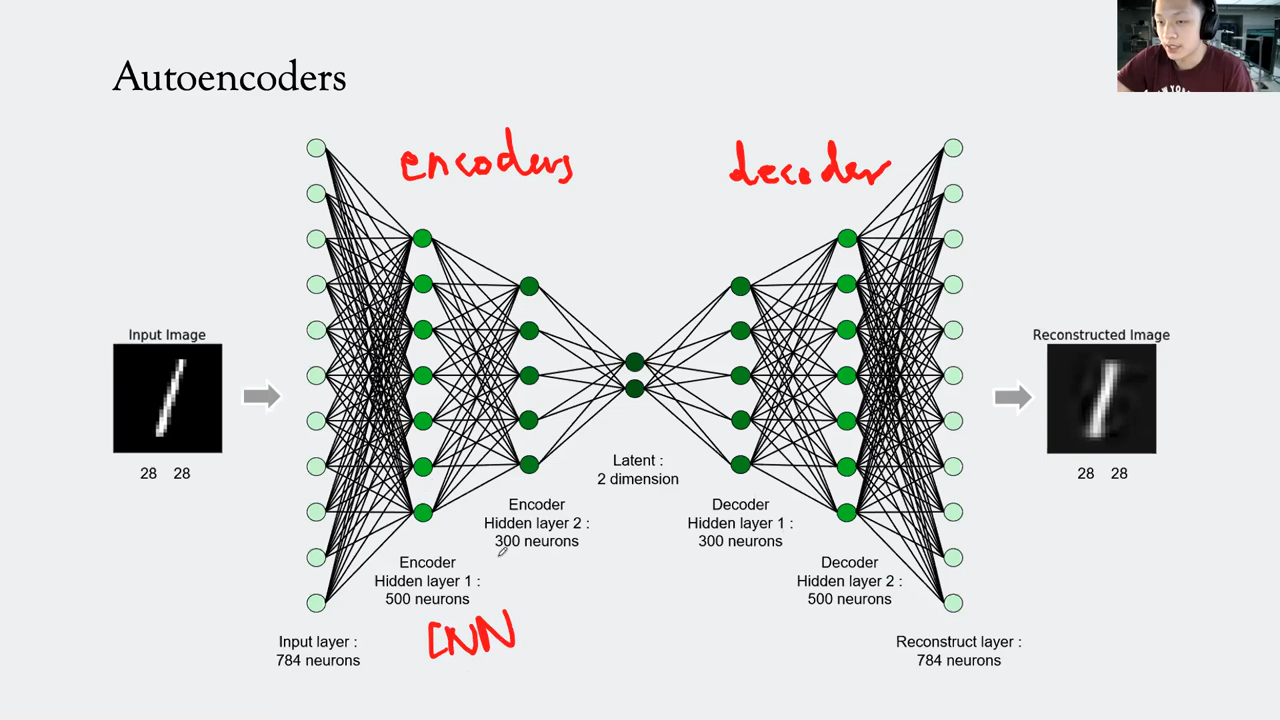 Autoencoders
encoders
decoder
Input Image
28 28
Reconstructed Image
28 28
Latent :
2 dimension
Encoder
Hidden layer 2 :
300 neurons
Decoder
Hidden layer 1 :
300 neurons
Encoder
Hidden layer 1 :
500 neurons
Decoder
Hidden layer 2 :
500 neurons
CNN
Input layer :
784 neurons
Reconstruct layer :
784 neurons
NEW YORK